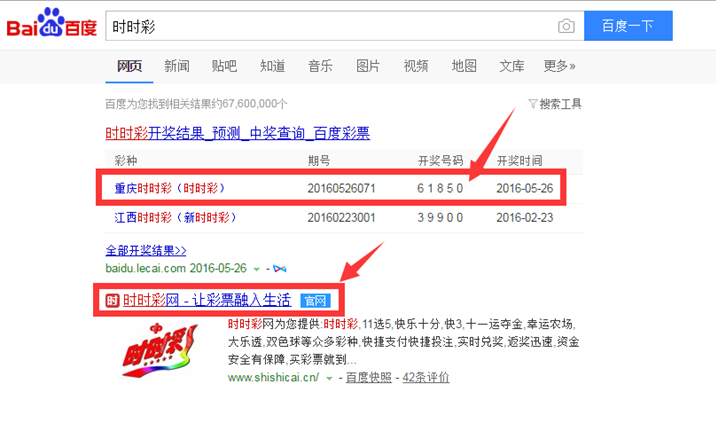 Bai du 百度
时时彩
百度一下
网页 新闻 贴吧 知道 音乐 图片 视频 地图 文库 更多»
百度为您找到相关结果约67,600,000个
搜索工具
时时彩开奖结果_预测_中奖查询_百度彩票
彩种 期号 开奖号码 开奖时间
重庆时时彩（时时彩） 20160526071 6 1 8 5 0 2016-05-26
江西时时彩（新时时彩） 20160223001 3 9 9 0 0 2016-02-23
全部开奖结果>>
baidu.lecai.com 2016-05-26
时 时时彩网 - 让彩票融入生活 官网
时时彩
时时彩网为您提供:时时彩,11选5,快乐十分,快3,十一运夺金,幸运农场,
大乐透,双色球等众多彩种,快捷支付快捷投注,实时兑奖,返奖迅速,资金
安全有保障,买彩票就到...
www.shishicai.cn/ - 百度快照 - 42条评价